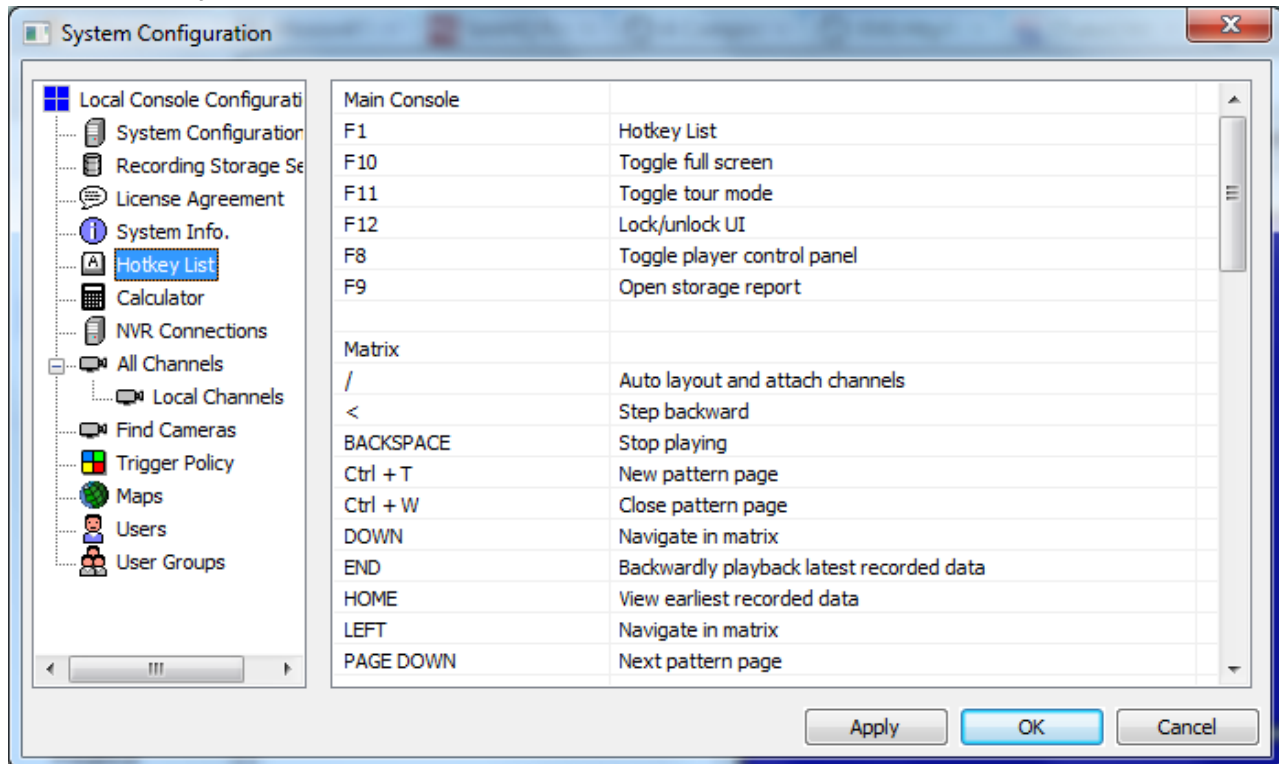 System Configuration
Local Console Configurati
System Configuration
Recording Storage Se
License Agreement
System Info.
Hotkey List
Calculator
NVR Connections
All Channels
Local Channels
Find Cameras
Trigger Policy
Maps
Users
User Groups
Main Console
F1 Hotkey List
F10 Toggle full screen
F11 Toggle tour mode
F12 Lock/unlock UI
F8 Toggle player control panel
F9 Open storage report
Matrix
/ Auto layout and attach channels
< Step backward
BACKSPACE Stop playing
Ctrl + T New pattern page
Ctrl + W Close pattern page
DOWN Navigate in matrix
END Backwardly playback latest recorded data
HOME View earliest recorded data
LEFT Navigate in matrix
PAGE DOWN Next pattern page
Apply OK Cancel